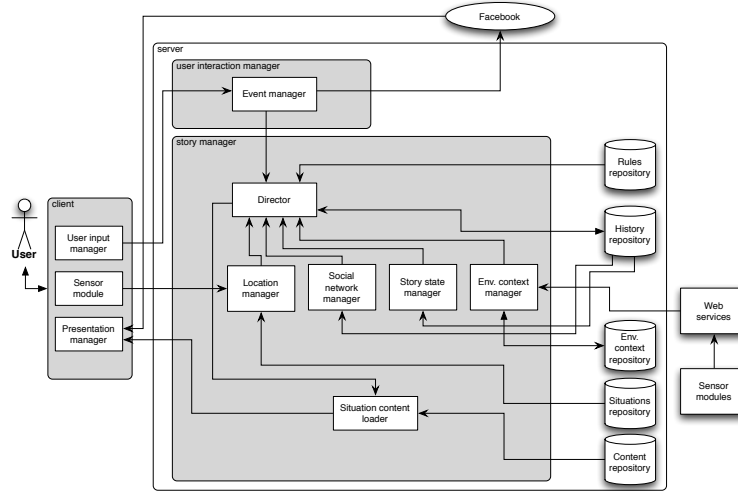 Facebook
server
user interaction manager
Event manager
story manager
Rules
repository
Director
client
History
repository
User input
manager
User
Sensor
module
Location
manager
Social
network
manager
Story state
manager
Env. context
manager
Web
services
Presentation
manager
Env.
context
repository
Sensor
modules
Situation content
loader
Situations
repository
Content
repository